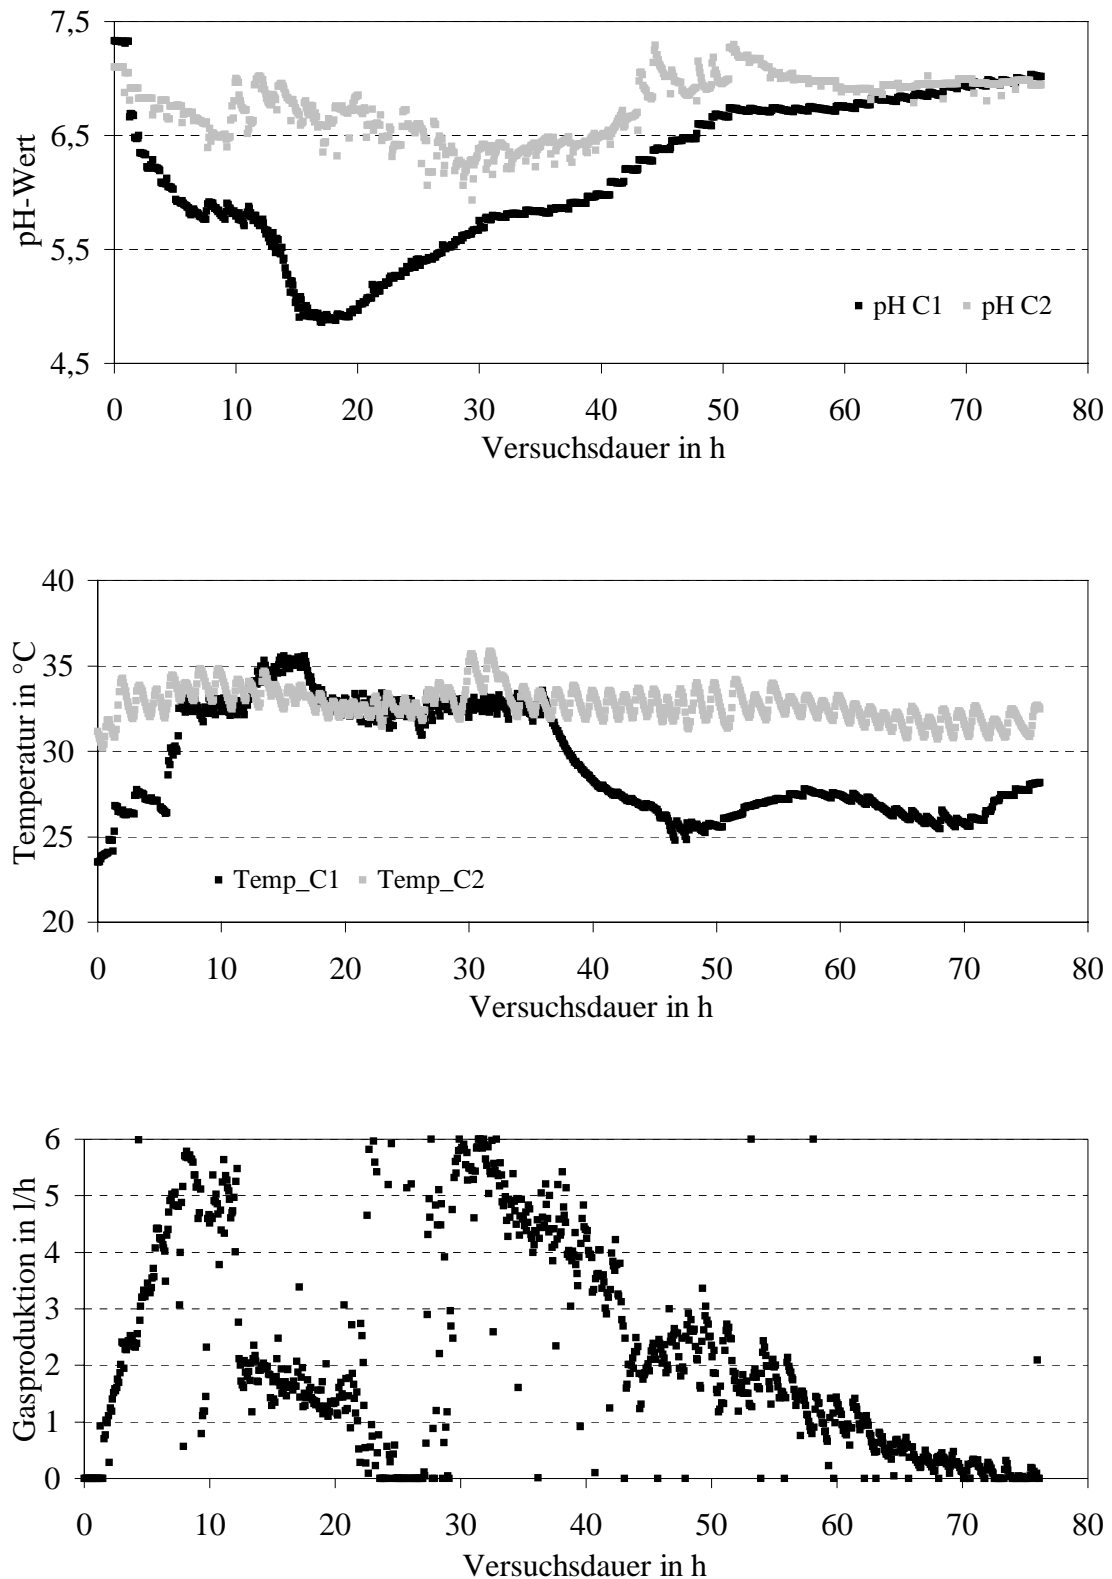 7,5
6,5
5,5
4,5
pH-Wert
pH C1 pH C2
0 10 20 30 40 50 60 70 80
Versuchsdauer in h
40
35
30
25
20
Temperatur in °C
Temp_C1 Temp_C2
0 10 20 30 40 50 60 70 80
Versuchsdauer in h
6
5
4
3
2
1
0
Gasproduktion in l/h
0 10 20 30 40 50 60 70 80
Versuchsdauer in h